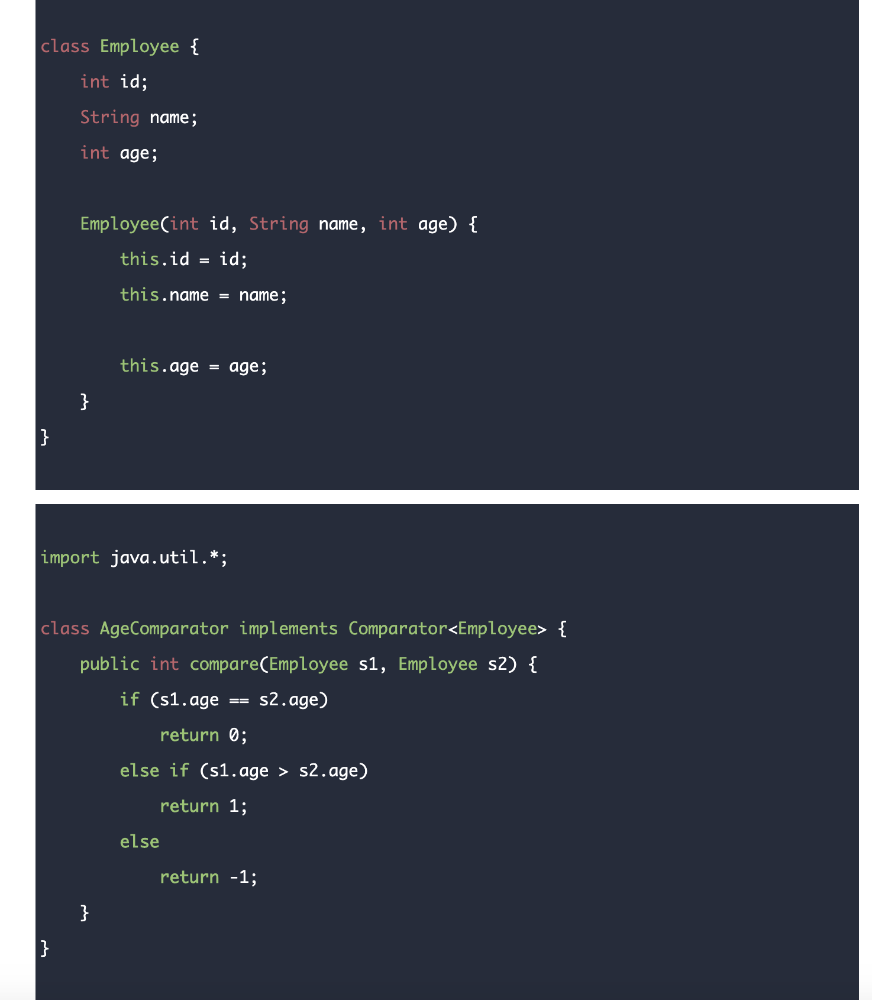 class Employee {
    int id;
    String name;
    int age;

    Employee(int id, String name, int age) {
        this.id = id;
        this.name = name;

        this.age = age;
    }
}

import java.util.*;

class AgeComparator implements Comparator<Employee> {
    public int compare(Employee s1, Employee s2) {
        if (s1.age == s2.age)
            return 0;
        else if (s1.age > s2.age)
            return 1;
        else
            return -1;
    }
}